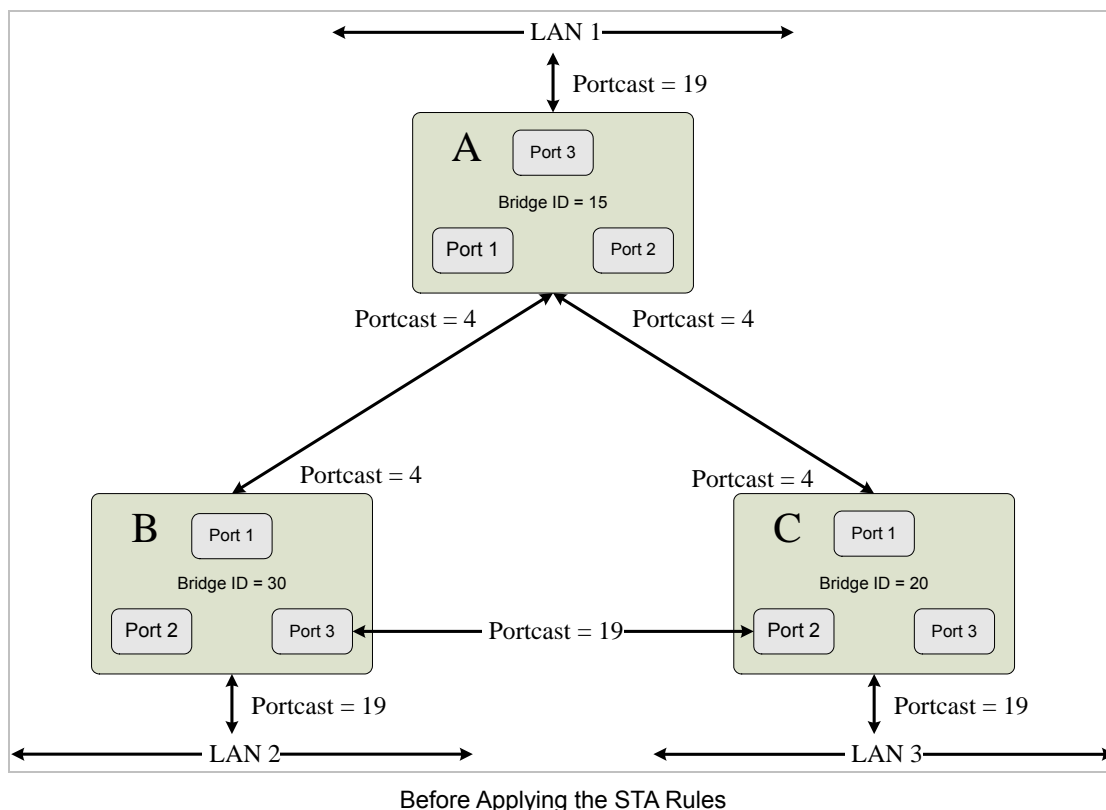 LAN 1
Portcast = 19
A
Port 3
Bridge ID = 15
Port 1
Port 2
Portcast = 4
Portcast = 4
Portcast = 4
Portcast = 4
B
Port 1
Bridge ID = 30
Port 2
Port 3
Portcast = 19
C
Port 1
Bridge ID = 20
Port 2
Port 3
Portcast = 19
LAN 2
Portcast = 19
LAN 3
Before Applying the STA Rules